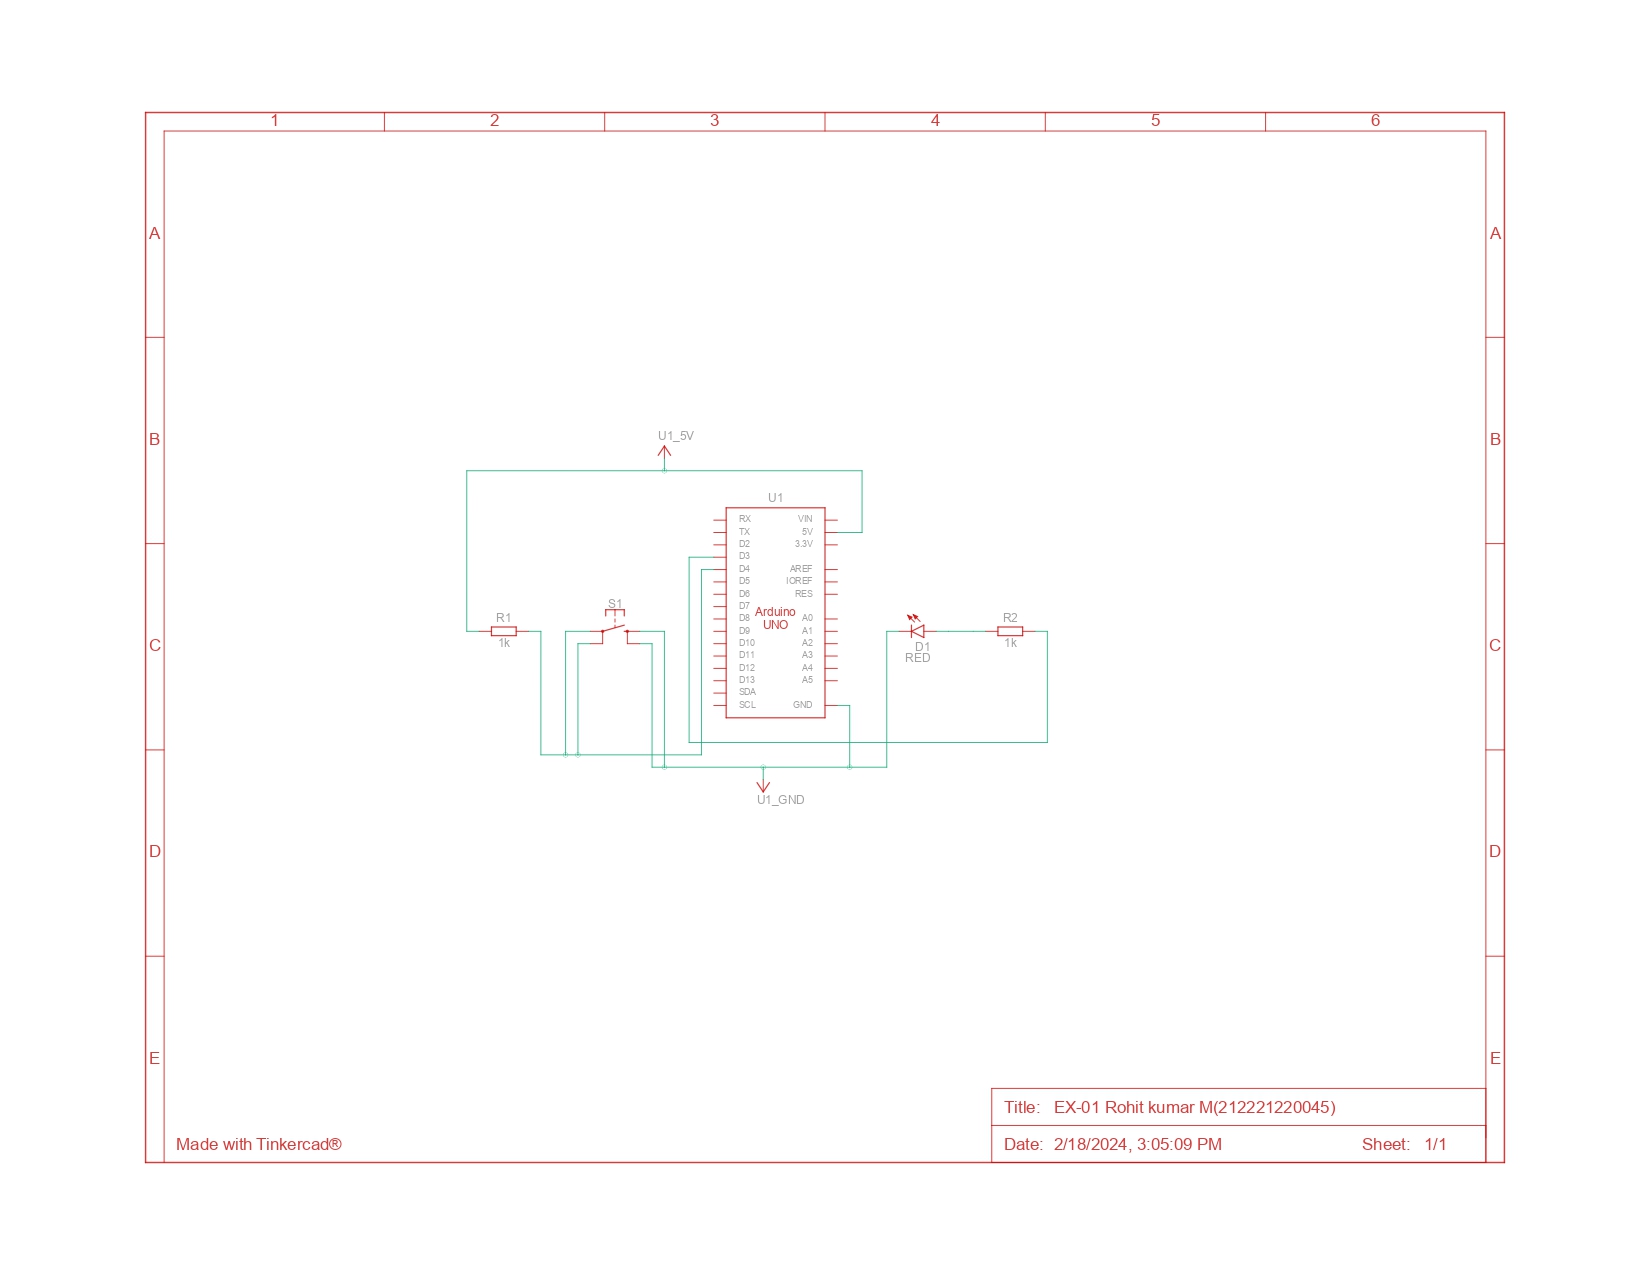 1 2 3 4 5 6
A A
B B
U1_5V
U1
RX VIN
TX 5V
D2 3.3V
D3
D4 AREF
D5 IOREF
D6 RES
D7
D8 A0
D9 A1
D10 A2
D11 A3
D12 A4
D13 A5
SDA
SCL GND
Arduino
UNO
R1
1k
S1
D1
RED
R2
1k
C C
U1_GND
D D
E E
Title: EX-01 Rohit kumar M(212221220045)
Made with Tinkercad®
Date: 2/18/2024, 3:05:09 PM Sheet: 1/1